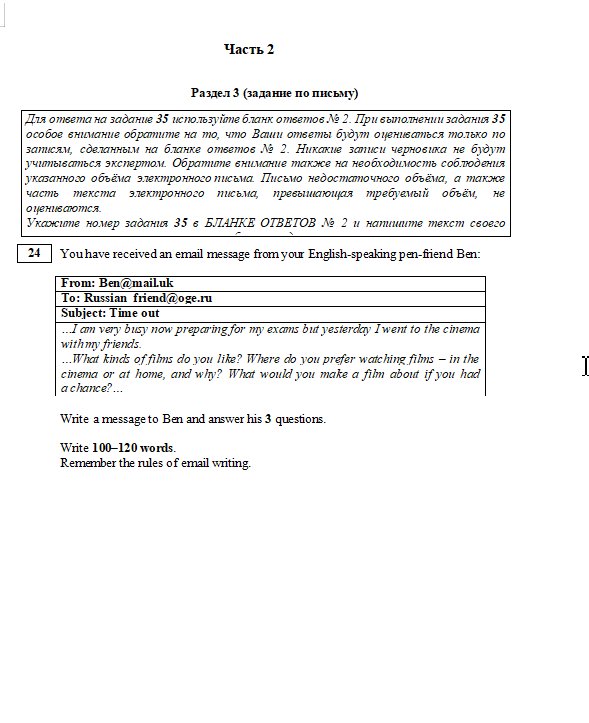 Часть 2
Раздел 3 (задание по письму)
Для ответа на задание 35 используйте бланк ответов № 2. При выполнении задания 35
особое внимание обратите на то, что Ваши ответы будут оцениваться только по
записям, сделанным на бланке ответов № 2. Никакие записи черновика не будут
учитываться экспертом. Обратите внимание также на необходимость соблюдения
указанного объёма электронного письма. Письмо недостаточного объёма, а также
часть текста электронного письма, превышающая требуемый объём, не
оцениваются.
Укажите номер задания 35 в БЛАНКЕ ОТВЕТОВ № 2 и напишите текст своего
24 You have received an email message from your English-speaking pen-friend Ben:
From: Ben@mail.uk
To: Russian_friend@oge.ru
Subject: Time out
…I am very busy now preparing for my exams but yesterday I went to the cinema
with my friends.
…What kinds of films do you like? Where do you prefer watching films – in the
cinema or at home, and why? What would you make a film about if you had
a chance?…
Write a message to Ben and answer his 3 questions.
Write 100–120 words.
Remember the rules of email writing.